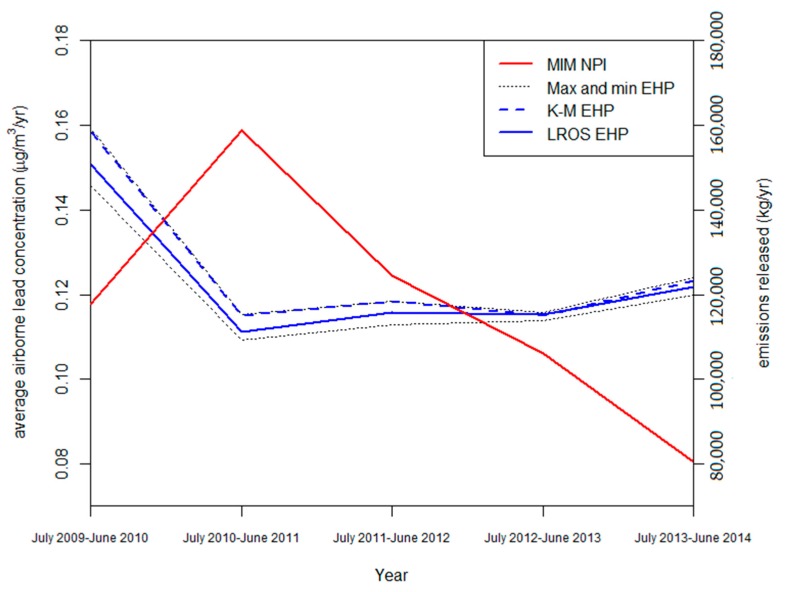 MIM NPI
Max and min EHP
K-M EHP
LROS EHP
average airborne lead concentration (μg/m³/yr)
0.18
0.16
0.14
0.12
0.10
0.08
180,000
160,000
140,000
120,000
100,000
80,000
emissions released (kg/yr)
July 2009-June 2010
July 2010-June 2011
July 2011-June 2012
July 2012-June 2013
July 2013-June 2014
Year